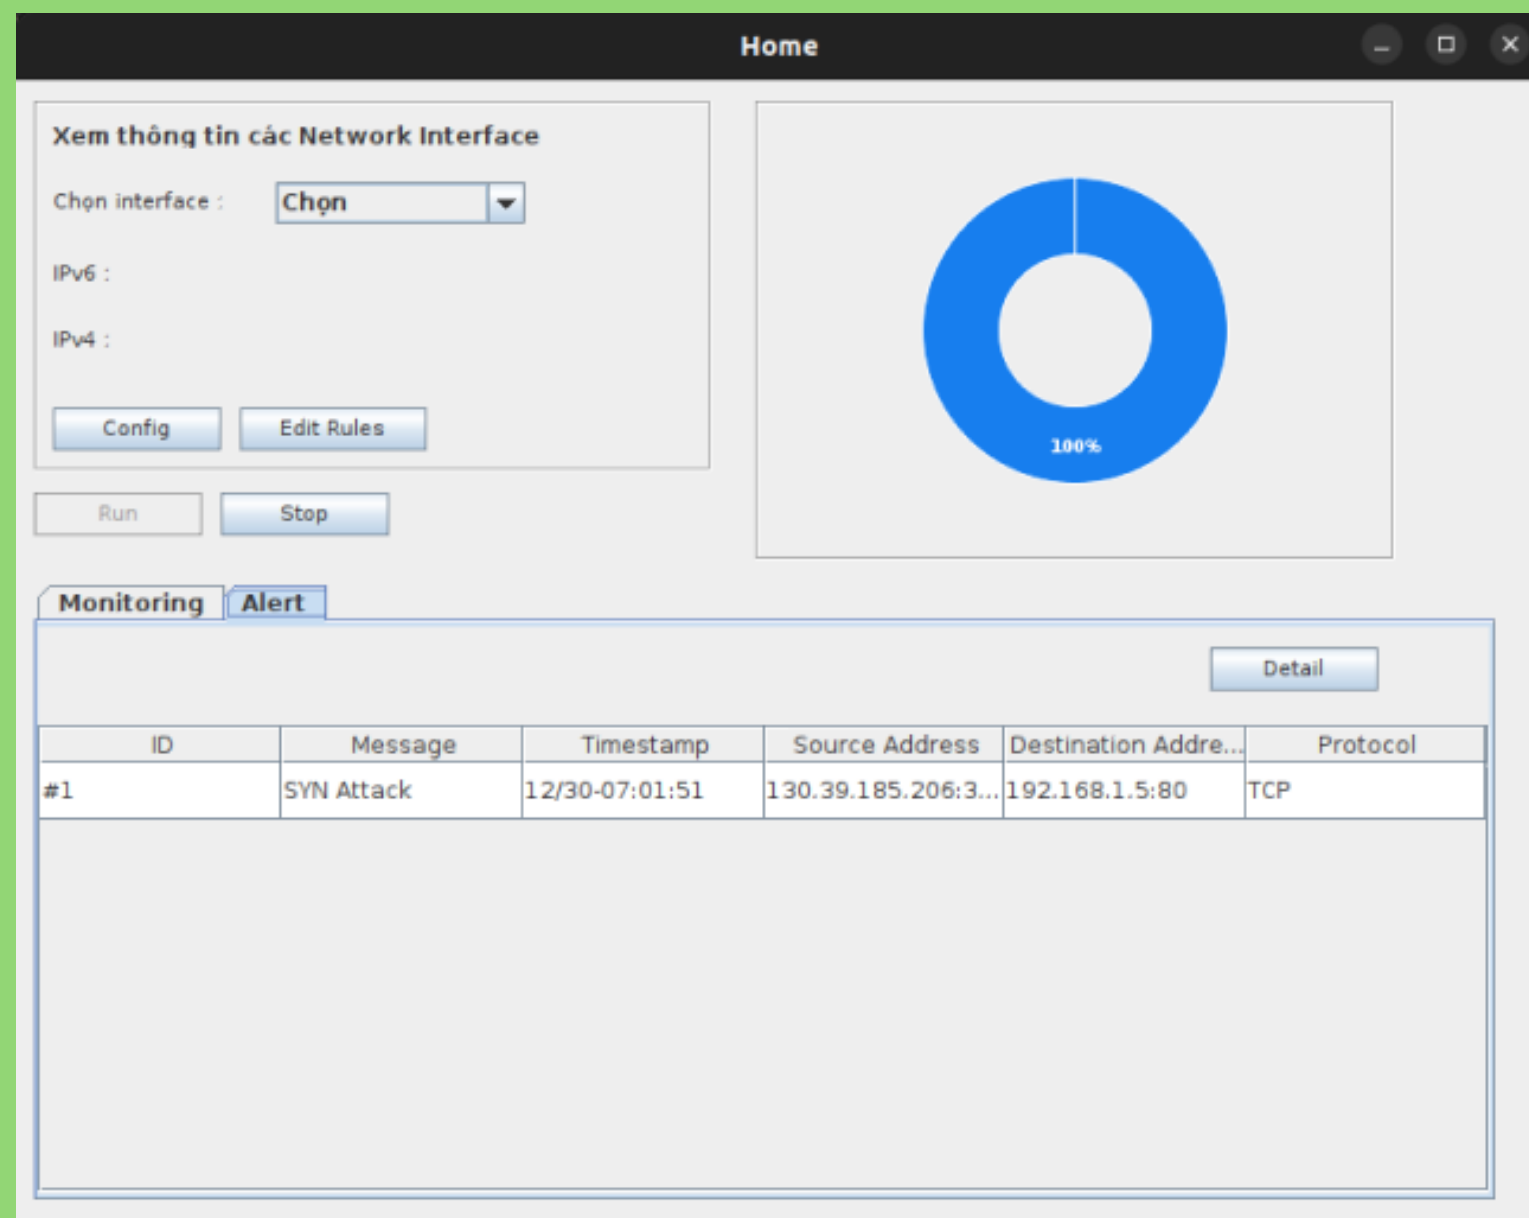 Home
Xem thông tin các Network Interface
Chọn interface :
Chọn
IPv6 :
IPv4 :
Config Edit Rules
100%
Run Stop
Monitoring Alert
Detail
ID Message Timestamp Source Address Destination Addre... Protocol
#1 SYN Attack 12/30-07:01:51 130.39.185.206:3... 192.168.1.5:80 TCP